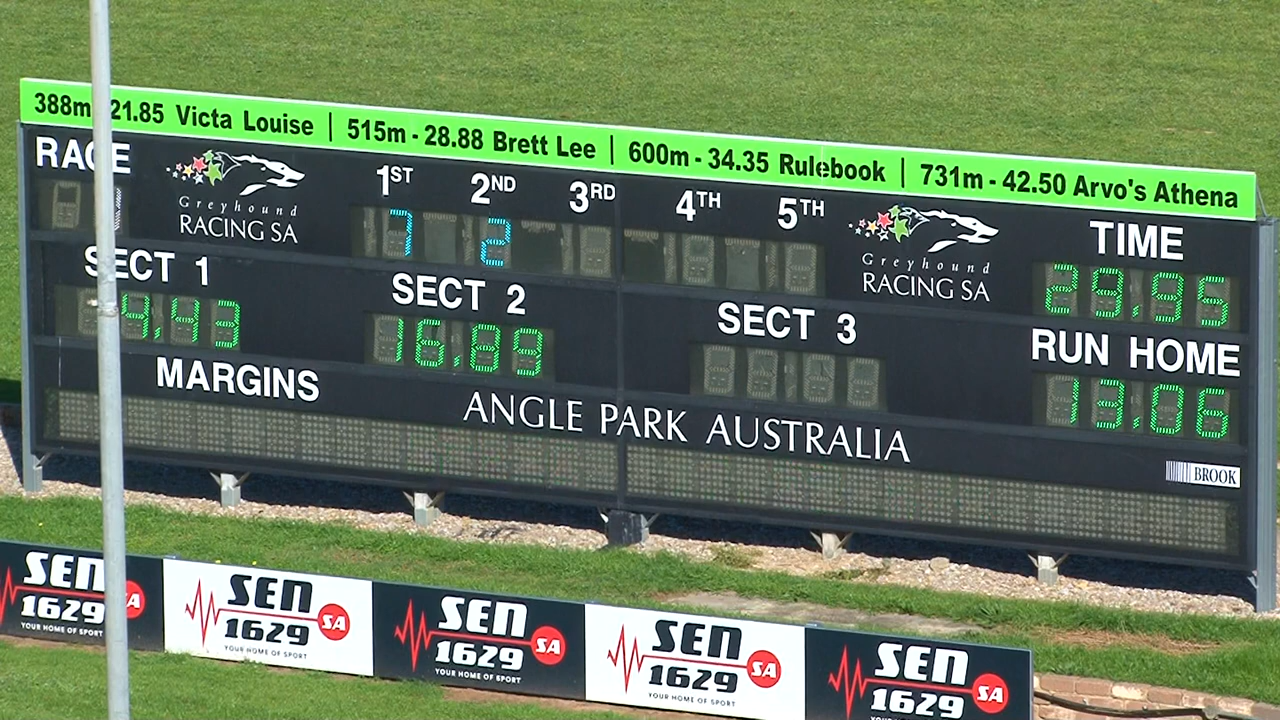 388m 21.85 Victa Louise | 515m - 28.88 Brett Lee | 600m - 34.35 Rulebook | 731m - 42.50 Arvo's Athena
RACE
1
Greyhound
RACING SA
1ST 2ND 3RD 4TH 5TH
7 2
Greyhound
RACING SA
TIME
29.95
SECT 1
9.43
SECT 2
16.89
SECT 3
RUN HOME
13.06
MARGINS
ANGLE PARK AUSTRALIA
BROOK
SEN
1629 SA
YOUR HOME OF SPORT
SEN
1629 SA
YOUR HOME OF SPORT
SEN
1629 SA
YOUR HOME OF SPORT
SEN
1629 SA
YOUR HOME OF SPORT
SEN
1629 SA